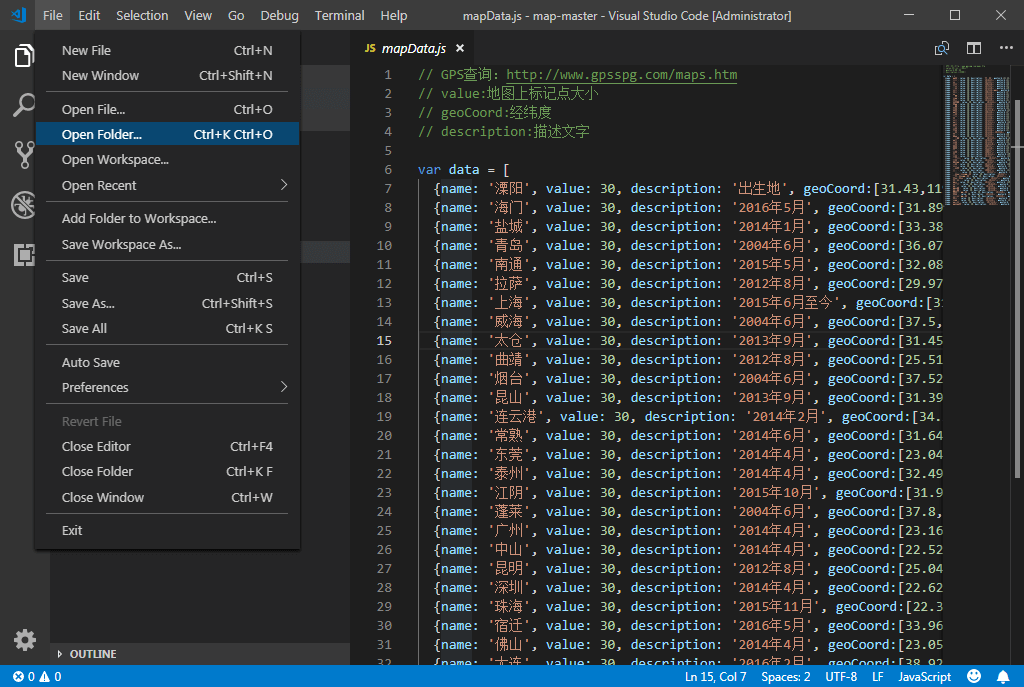 File Edit Selection View Go Debug Terminal Help mapData.js - map-master - Visual Studio Code [Administrator]
New File Ctrl+N
New Window Ctrl+Shift+N
Open File... Ctrl+O
Open Folder... Ctrl+K Ctrl+O
Open Workspace...
Open Recent
Add Folder to Workspace...
Save Workspace As...
Save Ctrl+S
Save As... Ctrl+Shift+S
Save All Ctrl+K S
Auto Save
Preferences
Revert File
Close Editor Ctrl+F4
Close Folder Ctrl+K F
Close Window Ctrl+W
Exit
OUTLINE
JS mapData.js
1 // GPS查询: http://www.gpsspg.com/maps.htm
2 // value:地图上标记点大小
3 // geoCoord:经纬度
4 // description:描述文字
5
6 var data = [
7 {name: '溧阳', value: 30, description: '出生地', geoCoord:[31.43,11
8 {name: '海门', value: 30, description: '2016年5月', geoCoord:[31.89
9 {name: '盐城', value: 30, description: '2014年1月', geoCoord:[33.38
10 {name: '青岛', value: 30, description: '2004年6月', geoCoord:[36.07
11 {name: '南通', value: 30, description: '2015年5月', geoCoord:[32.08
12 {name: '拉萨', value: 30, description: '2012年8月', geoCoord:[29.97
13 {name: '上海', value: 30, description: '2015年6月至今', geoCoord:[3
14 {name: '威海', value: 30, description: '2004年6月', geoCoord:[37.5,
15 {name: '太仓', value: 30, description: '2013年9月', geoCoord:[31.45
16 {name: '曲靖', value: 30, description: '2012年8月', geoCoord:[25.51
17 {name: '烟台', value: 30, description: '2004年6月', geoCoord:[37.52
18 {name: '昆山', value: 30, description: '2013年9月', geoCoord:[31.39
19 {name: '连云港', value: 30, description: '2014年2月', geoCoord:[34.
20 {name: '常熟', value: 30, description: '2014年6月', geoCoord:[31.64
21 {name: '东莞', value: 30, description: '2014年4月', geoCoord:[23.04
22 {name: '泰州', value: 30, description: '2014年4月', geoCoord:[32.49
23 {name: '江阴', value: 30, description: '2015年10月', geoCoord:[31.9
24 {name: '蓬莱', value: 30, description: '2004年6月', geoCoord:[37.8,
25 {name: '广州', value: 30, description: '2014年4月', geoCoord:[23.16
26 {name: '中山', value: 30, description: '2014年4月', geoCoord:[22.52
27 {name: '昆明', value: 30, description: '2012年8月', geoCoord:[25.04
28 {name: '深圳', value: 30, description: '2014年4月', geoCoord:[22.62
29 {name: '珠海', value: 30, description: '2015年11月', geoCoord:[22.3
30 {name: '宿迁', value: 30, description: '2016年5月', geoCoord:[33.96
31 {name: '佛山', value: 30, description: '2014年4月', geoCoord:[23.05
32 {name: '大连', value: 30, description: '2016年2月', geoCoord:[38.92
0 0 Ln 15, Col 7 Spaces: 2 UTF-8 LF JavaScript